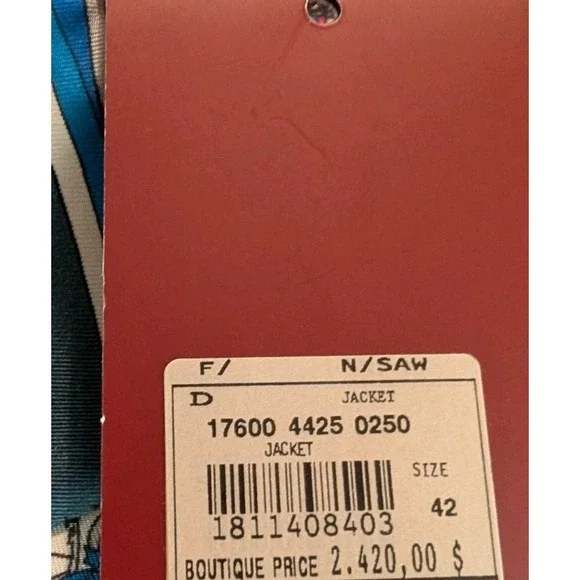 F/ N/SAW
D JACKET
17600 4425 0250
JACKET
SIZE
42
1811408403
BOUTIQUE PRICE 2.420,00 $